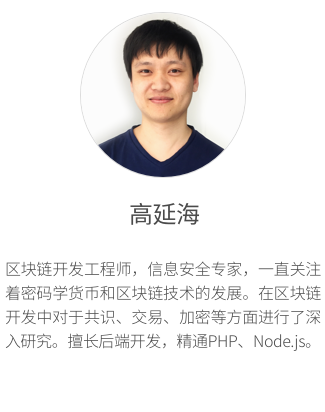 高延海
区块链开发工程师，信息安全专家，一直关注
着密码学货币和区块链技术的发展。在区块链
开发中对于共识、交易、加密等方面进行了深
入研究。擅长后端开发，精通PHP、Node.js。